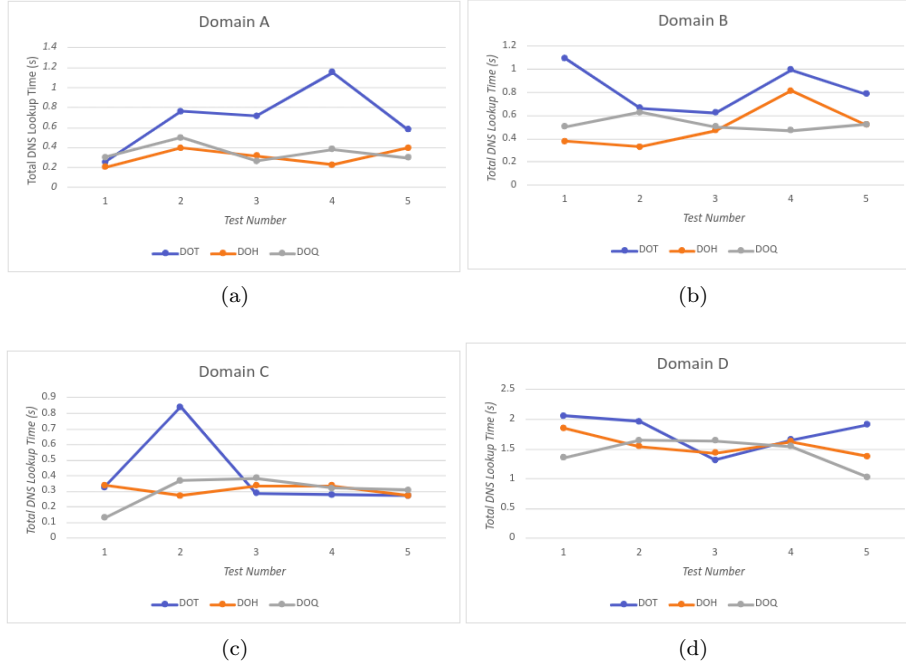 Domain A
Total DNS Lookup Time (s)
1.4
1.2
1
0.8
0.6
0.4
0.2
0
1 2 3 4 5
Test Number
DOT DOH DOQ
(a)
Domain B
Total DNS Lookup Time (s)
1.2
1
0.8
0.6
0.4
0.2
0
1 2 3 4 5
Test Number
DOT DOH DOQ
(b)
Domain C
Total DNS Lookup Time (s)
0.9
0.8
0.7
0.6
0.5
0.4
0.3
0.2
0.1
0
1 2 3 4 5
Test Number
DOT DOH DOQ
(c)
Domain D
Total DNS Lookup Time (s)
2.5
2
1.5
1
0.5
0
1 2 3 4 5
Test Number
DOT DOH DOQ
(d)